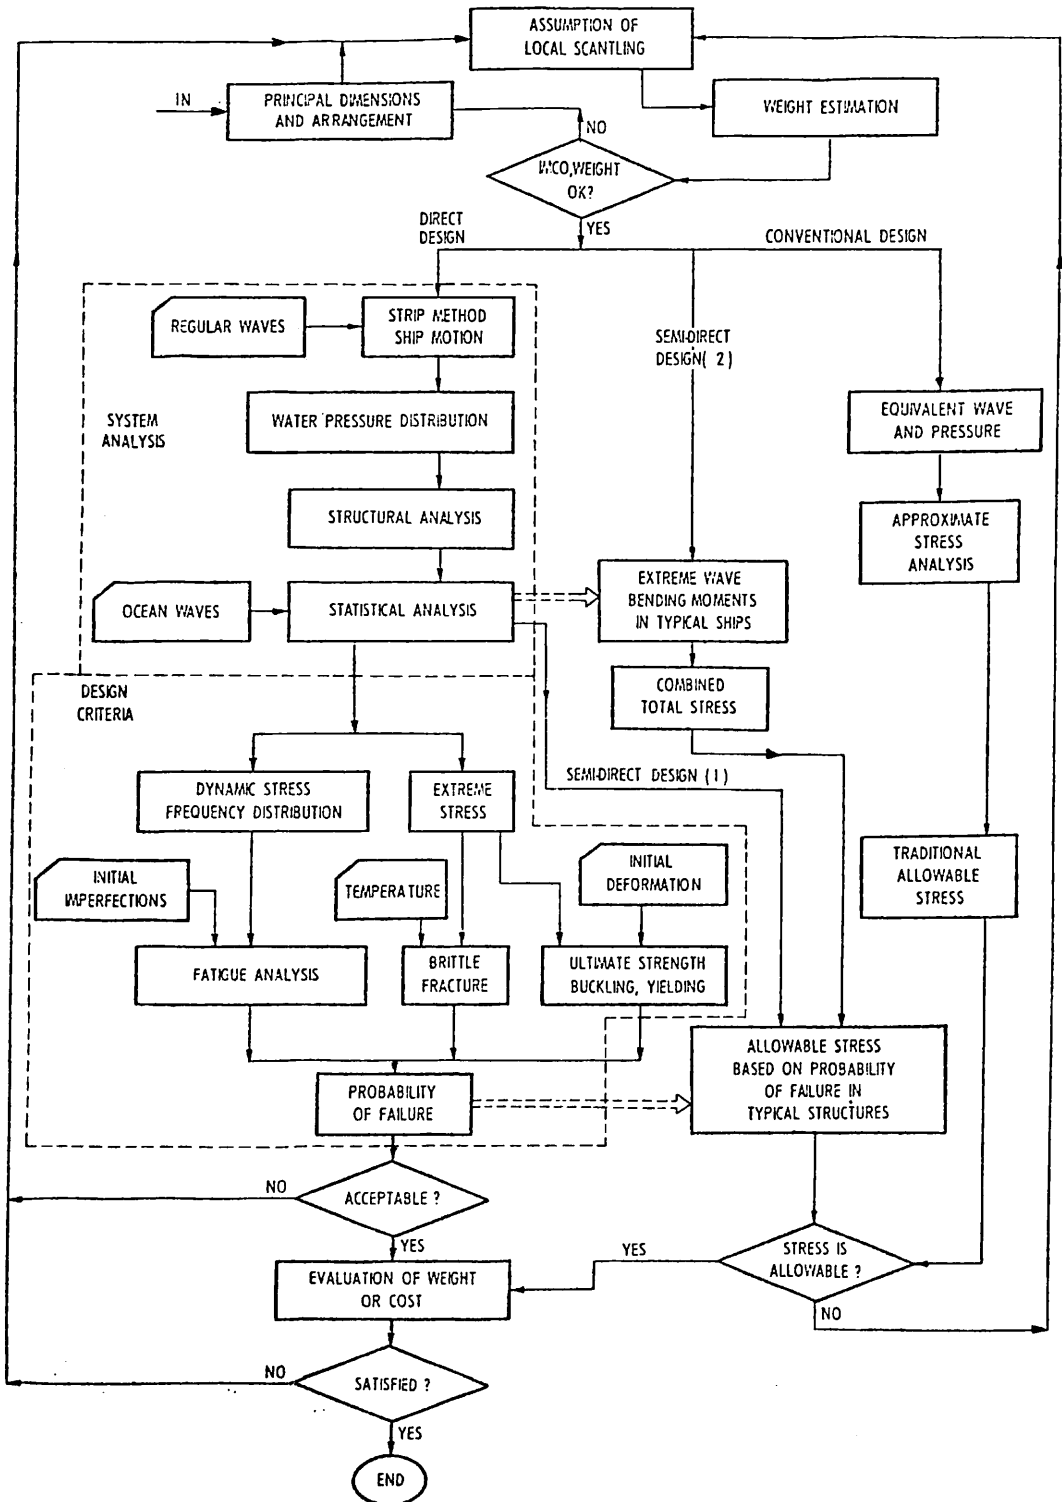 ASSUMPTION OF
LOCAL SCANTLING
IN
PRINCIPAL DIMENSIONS
AND ARRANGEMENT
WEIGHT ESTIMATION
NO
IMCO,WEIGHT
OK?
YES
DIRECT
DESIGN
CONVENTIONAL DESIGN
REGULAR WAVES
STRIP METHOD
SHIP MOTION
SEMI-DIRECT
DESIGN( 2)
SYSTEM
ANALYSIS
WATER PRESSURE DISTRIBUTION
EQUIVALENT WAVE
AND PRESSURE
STRUCTURAL ANALYSIS
APPROXIMATE
STRESS
ANALYSIS
OCEAN WAVES
STATISTICAL ANALYSIS
EXTREME WAVE
BENDING MOMENTS
IN TYPICAL SHIPS
DESIGN
CRITERIA
COMBINED
TOTAL STRESS
SEMI-DIRECT DESIGN (1)
DYNAMIC STRESS
FREQUENCY DISTRIBUTION
EXTREME
STRESS
INITIAL
IMPERFECTIONS
TEMPERATURE
INITIAL
DEFORMATION
TRADITIONAL
ALLOWABLE
STRESS
FATIGUE ANALYSIS
BRITTLE
FRACTURE
ULTIMATE STRENGTH
BUCKLING, YIELDING
ALLOWABLE STRESS
BASED ON PROBABILITY
OF FAILURE IN
TYPICAL STRUCTURES
PROBABILITY
OF FAILURE
NO
ACCEPTABLE ?
YES
YES
STRESS IS
ALLOWABLE ?
NO
EVALUATION OF WEIGHT
OR COST
NO
SATISFIED ?
YES
END